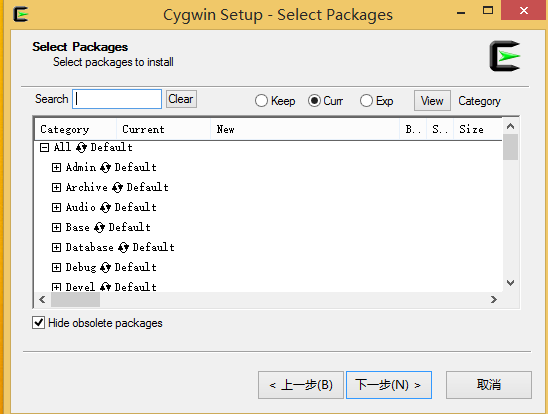 Cygwin Setup - Select Packages
Select Packages
Select packages to install
Search Clear Keep Curr Exp View Category
Category Current New B.. S.. Size
All Default
Admin Default
Archive Default
Audio Default
Base Default
Database Default
Debug Default
Devel Default
Hide obsolete packages
< 上一步(B) 下一步(N) > 取消